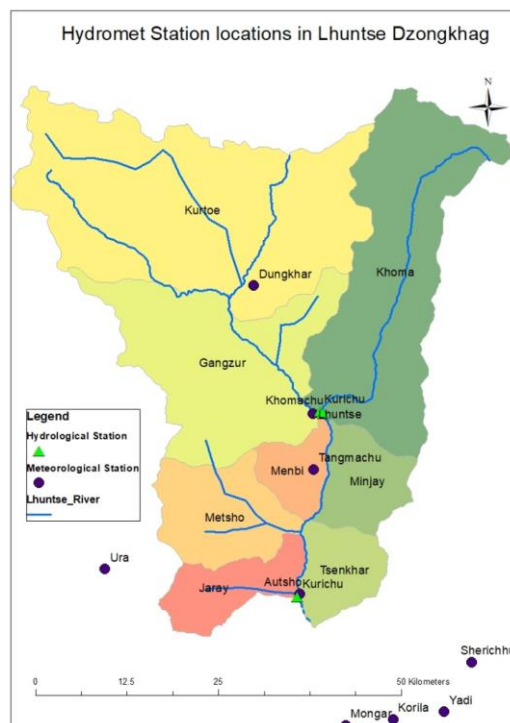 Hydromet Station locations in Lhuntse Dzongkhag
N
Kurtoe
Dungkhar
Khoma
Gangzur
Khomachu Kurichu
Lhuntse
Legend
Hydrological Station
Meteorological Station
Lhuntse_River
Tangmachu
Menbi
Minjay
Metsho
Ura
Tsenkhar
Autsho Kurichu
Jaray
Sherichhu
0 12.5 25 50 Kilometers
Yadi
Korila
Mongar